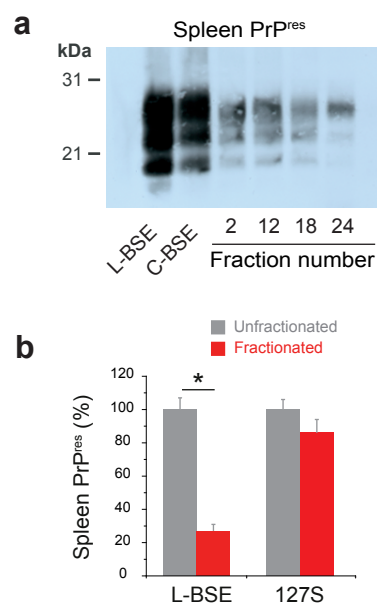 a
Spleen PrPres
kDa
31
21
L-BSE
C-BSE
2 12 18 24
Fraction number
Unfractionated
Fractionated
b
*
120
100
80
60
40
20
0
Spleen PrPres (%)
L-BSE 127S